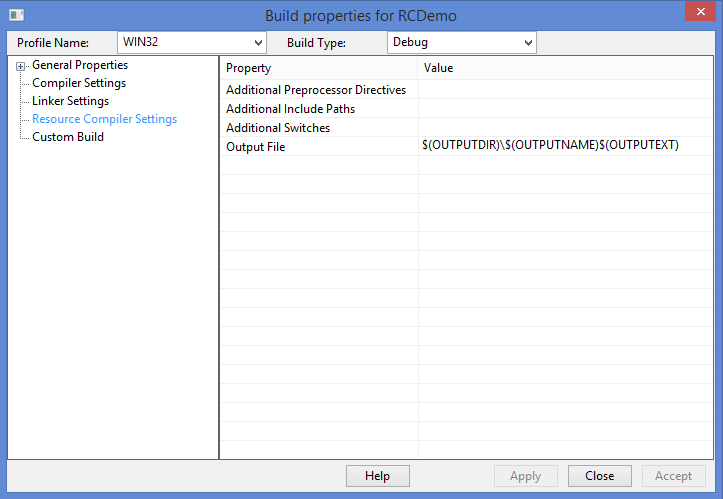 Build properties for RCDemo
Profile Name: WIN32 Build Type: Debug
General Properties
Compiler Settings
Linker Settings
Resource Compiler Settings
Custom Build
Property Value
Additional Preprocessor Directives
Additional Include Paths
Additional Switches
Output File $(OUTPUTDIR)\$(OUTPUTNAME)$(OUTPUTEXT)
Help Apply Close Accept